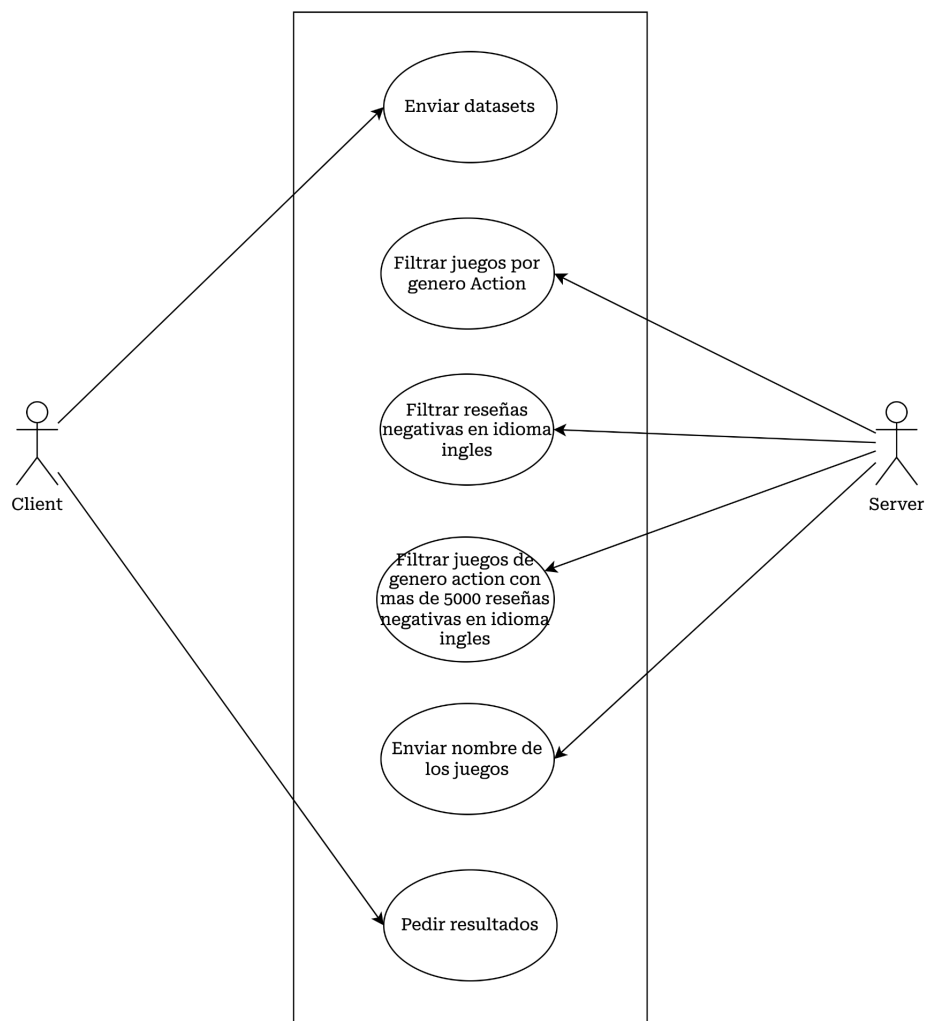 Enviar datasets
Filtrar juegos por
genero Action
Filtrar reseñas
negativas en idioma
ingles
Client
Server
Filtrar juegos de
genero action con
mas de 5000 reseñas
negativas en idioma
ingles
Enviar nombre de
los juegos
Pedir resultados